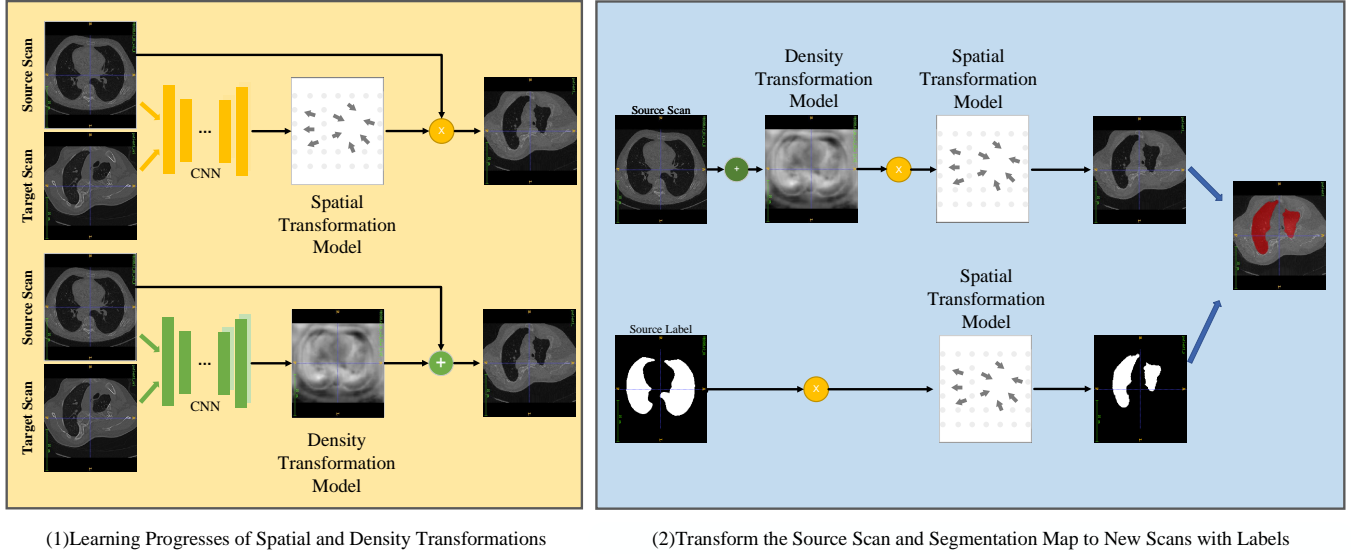 Source Scan
Target Scan
...
CNN
x
Spatial
Transformation
Model
Source Scan
Target Scan
...
CNN
+
Density
Transformation
Model
(1)Learning Progresses of Spatial and Density Transformations
Density
Transformation
Model
Spatial
Transformation
Model
Source Scan
+
x
Spatial
Transformation
Model
Source Label
x
(2)Transform the Source Scan and Segmentation Map to New Scans with Labels